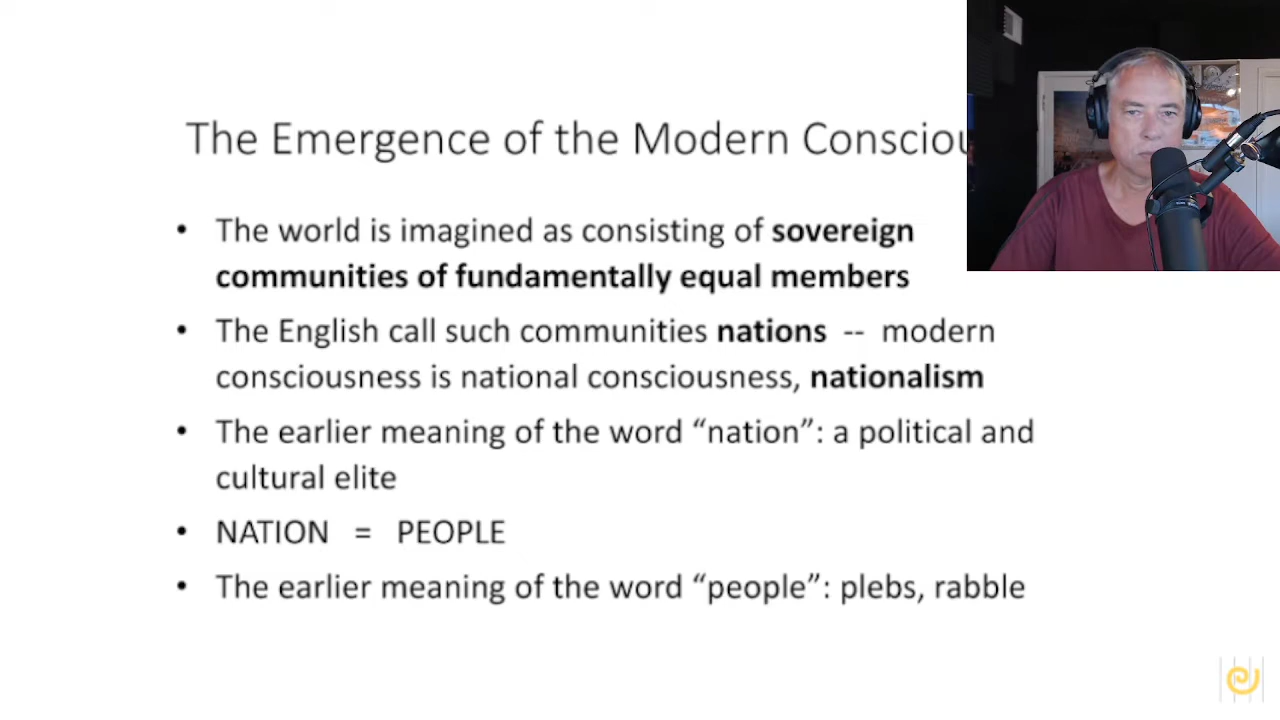 The Emergence of the Modern Consciou
• The world is imagined as consisting of sovereign
communities of fundamentally equal members
• The English call such communities nations -- modern
consciousness is national consciousness, nationalism
• The earlier meaning of the word “nation”: a political and
cultural elite
• NATION = PEOPLE
• The earlier meaning of the word “people”: plebs, rabble